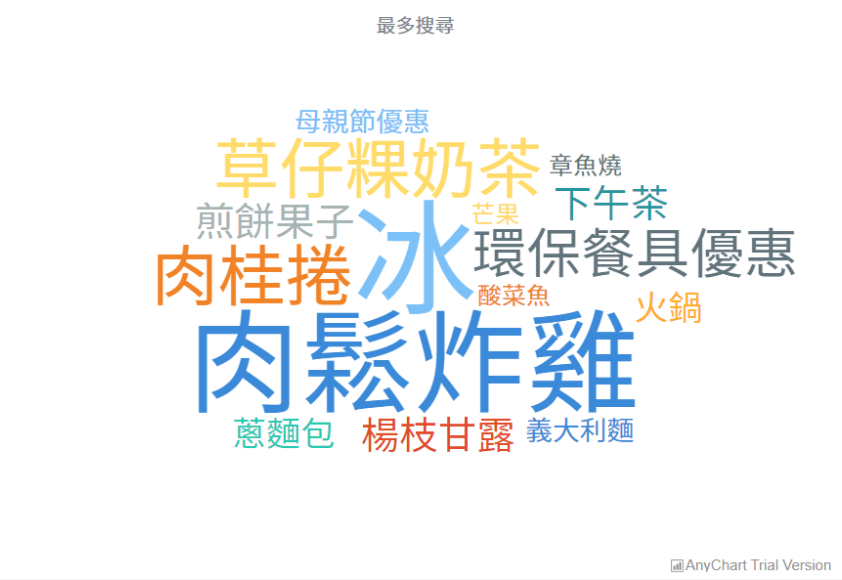 最多搜尋
母親節優惠
草仔粿奶茶
章魚燒
下午茶
煎餅果子
冰
芒果
環保餐具優惠
肉桂捲
酸菜魚
火鍋
肉鬆炸雞
蔥麵包
楊枝甘露
義大利麵
AnyChart Trial Version